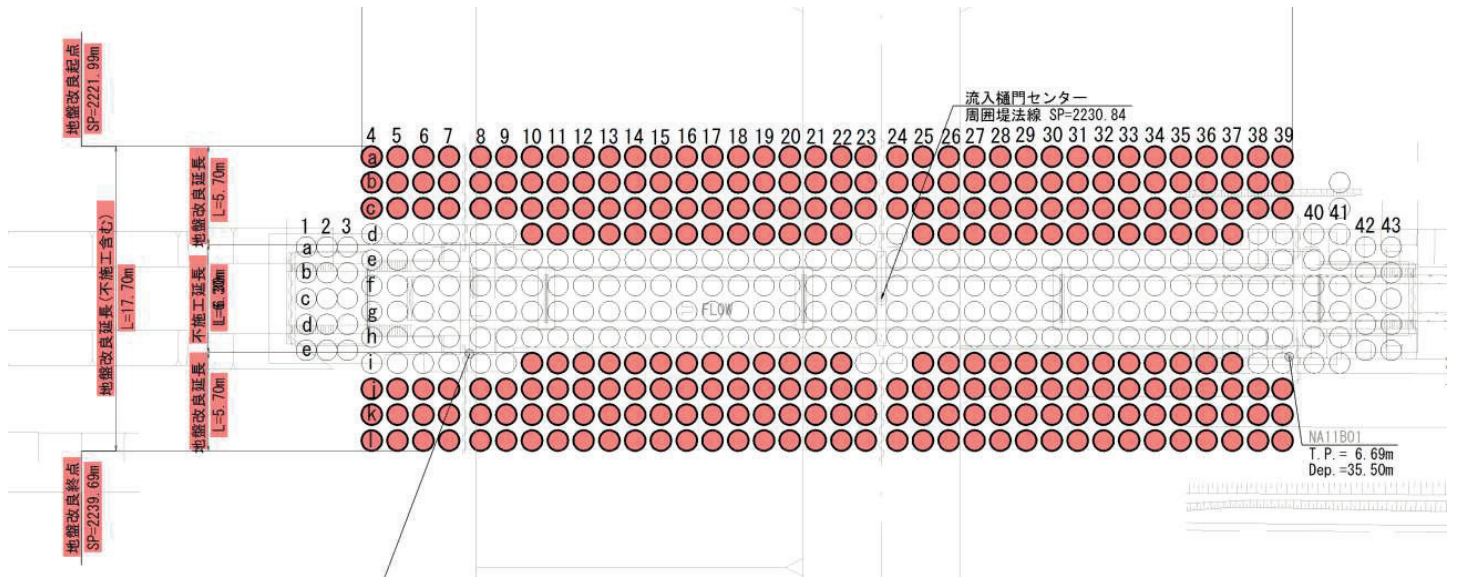 地盤改良起点
SP=2221.99m
地盤改良延長(不施工含む)
L=17.70m
地盤改良延長
L=5.70m
不施工延長
地盤改良延長
L=5.70m
地盤改良終点
SP=2239.69m
流入樋門センター
周囲堤法線 SP=2230.84
4 5 6 7 8 9 10 11 12 13 14 15 16 17 18 19 20 21 22 23 24 25 26 27 28 29 30 31 32 33 34 35 36 37 38 39
a
b
c
d
e
f
g
h
i
j
k
l
1 2 3
a
b
c
d
e
40 41
42 43
FLOW
NA11B01
T.P.= 6.69m
Dep.=35.50m